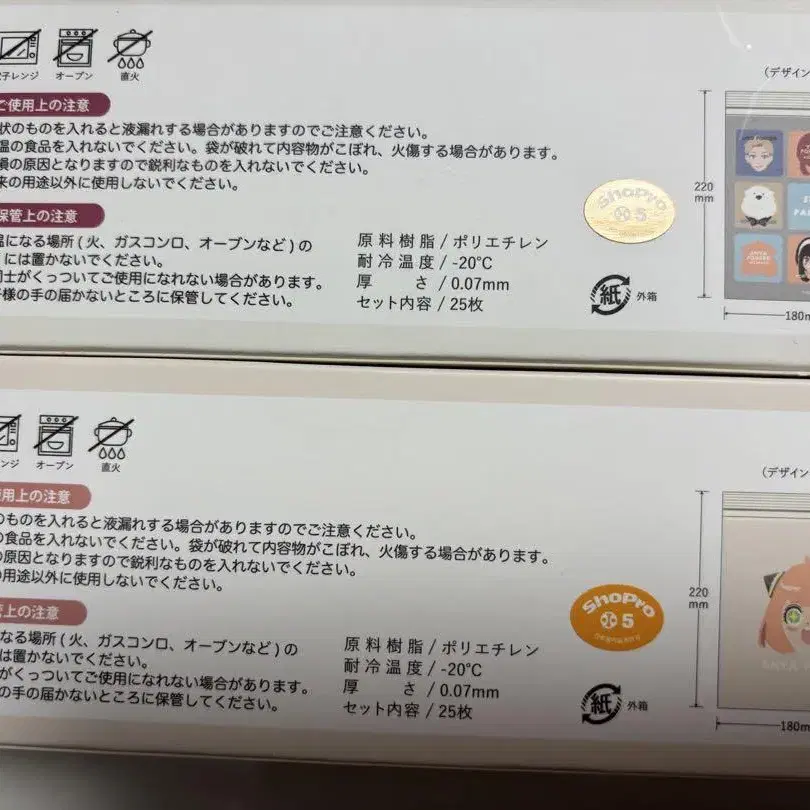 電子レンジ オーブン 直火
ご使用上の注意
状のものを入れると液漏れする場合がありますのでご注意ください。
温の食品を入れないでください。袋が破れて内容物がこぼれ、火傷する場合があります。
損の原因となりますので鋭利なものを入れないでください。
来の用途以外に使用しないでください。
保管上の注意
温になる場所(火、ガスコンロ、オーブンなど)の
には置かないでください。
同士がくっついてご使用になれない場合があります。
子様の手の届かないところに保管してください。
原料樹脂/ポリエチレン
耐冷温度/-20℃
厚 さ/0.07mm
セット内容/25枚
ShoPro
5
紙 外箱
(デザイン
220
mm
180m
ンジ オーブン 直火
使用上の注意
のものを入れると液漏れする場合がありますのでご注意ください。
の食品を入れないでください。袋が破れて内容物がこぼれ、火傷する場合があります。
の原因となりますので鋭利なものを入れないでください。
の用途以外に使用しないでください。
管上の注意
なる場所(火、ガスコンロ、オーブンなど)の
は置かないでください。
がくっついてご使用になれない場合があります。
の手の届かないところに保管してください。
原料樹脂/ポリエチレン
耐冷温度/-20℃
厚 さ/0.07mm
セット内容/25枚
ShoPro
5
紙 外箱
(デザイン
220
mm
180m